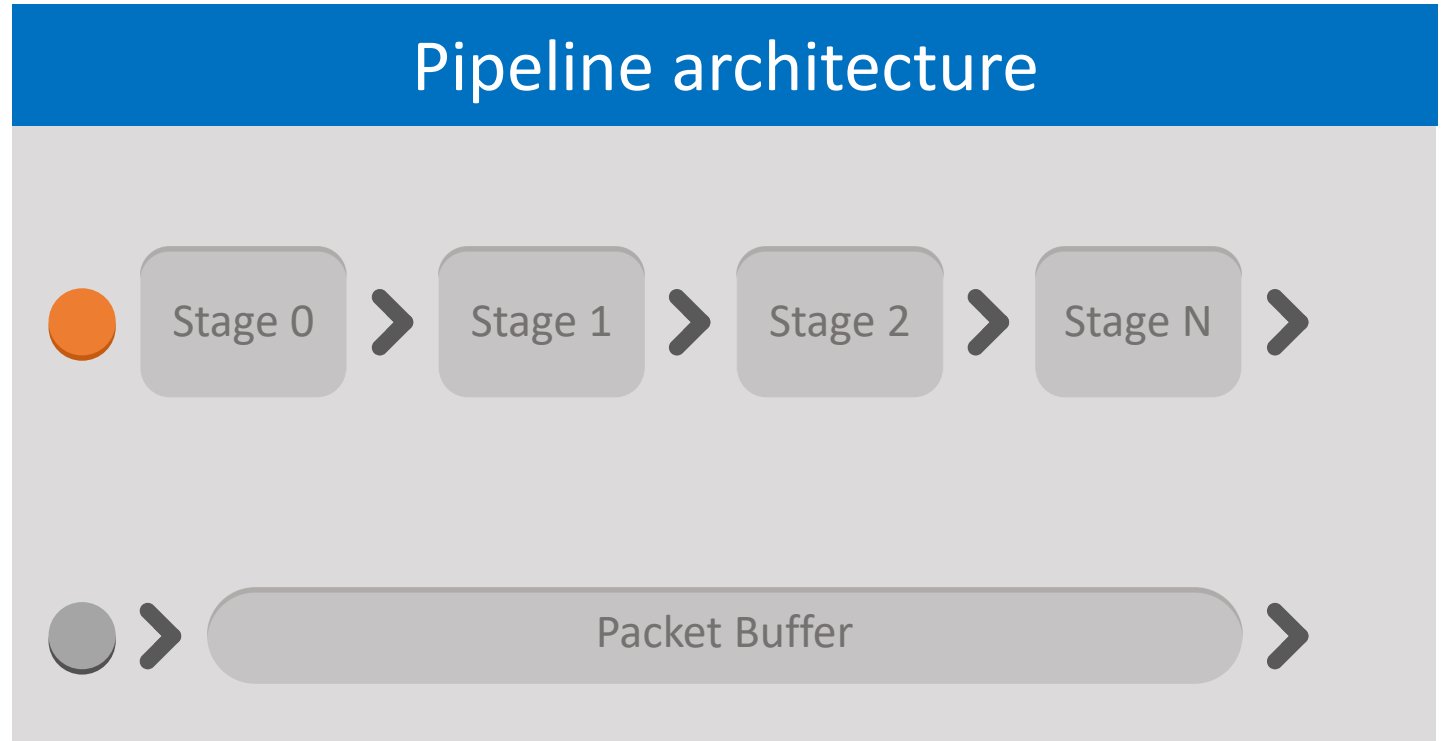 Pipeline architecture
Stage 0
Stage 1
Stage 2
Stage N
Packet Buffer